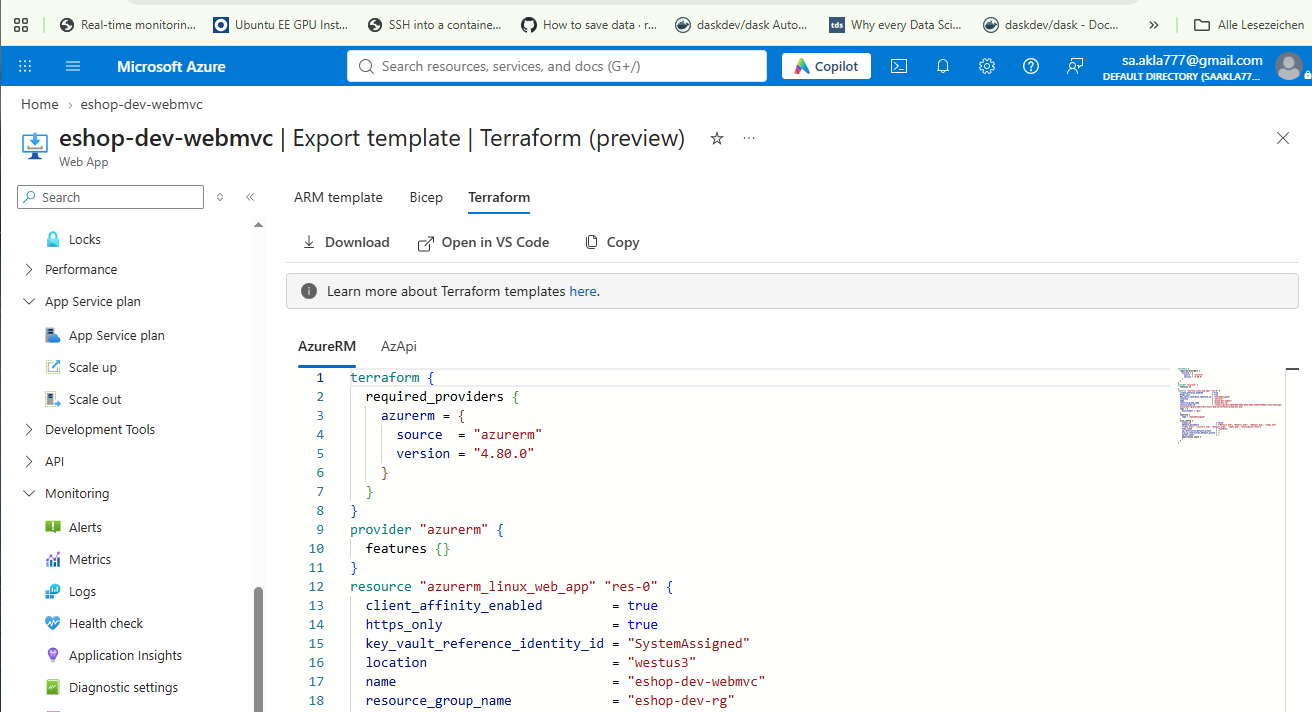 Real-time monitorin...
Ubuntu EE GPU Inst...
SSH into a containe...
How to save data · r...
daskdev/dask Auto...
tds Why every Data Sci...
daskdev/dask - Doc...
»
Alle Lesezeichen
Microsoft Azure
Search resources, services, and docs (G+/)
Copilot
sa.akla777@gmail.com
DEFAULT DIRECTORY (SAAKLA77...
Home > eshop-dev-webmvc
eshop-dev-webmvc | Export template | Terraform (preview)
Web App
Search
Locks
Performance
App Service plan
App Service plan
Scale up
Scale out
Development Tools
API
Monitoring
Alerts
Metrics
Logs
Health check
Application Insights
Diagnostic settings
ARM template Bicep Terraform
Download Open in VS Code Copy
Learn more about Terraform templates here.
AzureRM AzApi
1 terraform {
2 required_providers {
3 azurerm = {
4 source  = "azurerm"
5 version = "4.80.0"
6 }
7 }
8 }
9 provider "azurerm" {
10 features {}
11 }
12 resource "azurerm_linux_web_app" "res-0" {
13 client_affinity_enabled = true
14 https_only = true
15 key_vault_reference_identity_id = "SystemAssigned"
16 location = "westus3"
17 name = "eshop-dev-webmvc"
18 resource_group_name = "eshop-dev-rg"